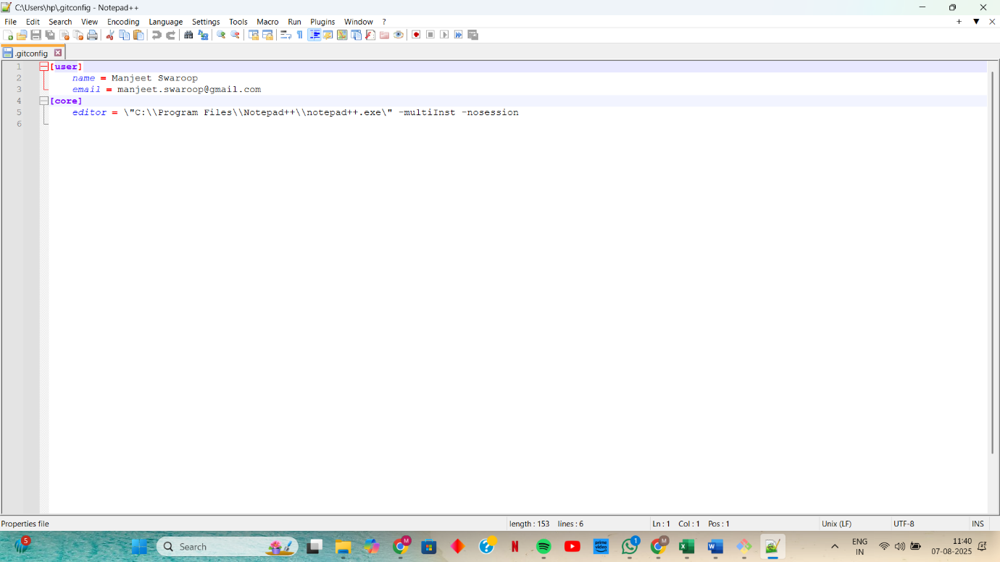 C:\Users\hp\.gitconfig - Notepad++
File Edit Search View Encoding Language Settings Tools Macro Run Plugins Window ?
.gitconfig
1 [user]
2 name = Manjeet Swaroop
3 email = manjeet.swaroop@gmail.com
4 [core]
5 editor = \"C:\\Program Files\\Notepad++\\notepad++.exe\" -multiInst -nosession
6
Properties file length : 153 lines : 6 Ln : 1 Col : 1 Pos : 1 Unix (LF) UTF-8 INS
5 Search M N prime video 1 M X W ENG 11:40
IN 07-08-2025